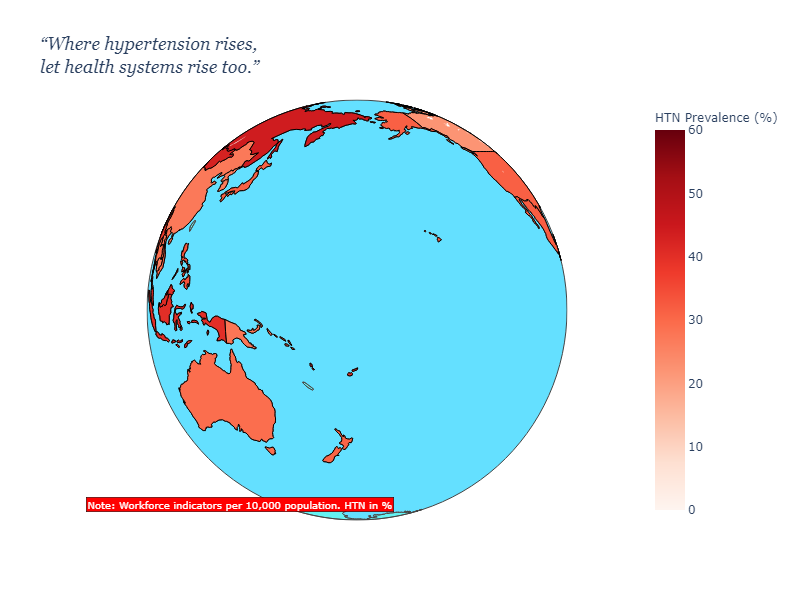 “Where hypertension rises,
let health systems rise too.”
HTN Prevalence (%)
60
50
40
30
20
10
0
Note: Workforce indicators per 10,000 population. HTN in %